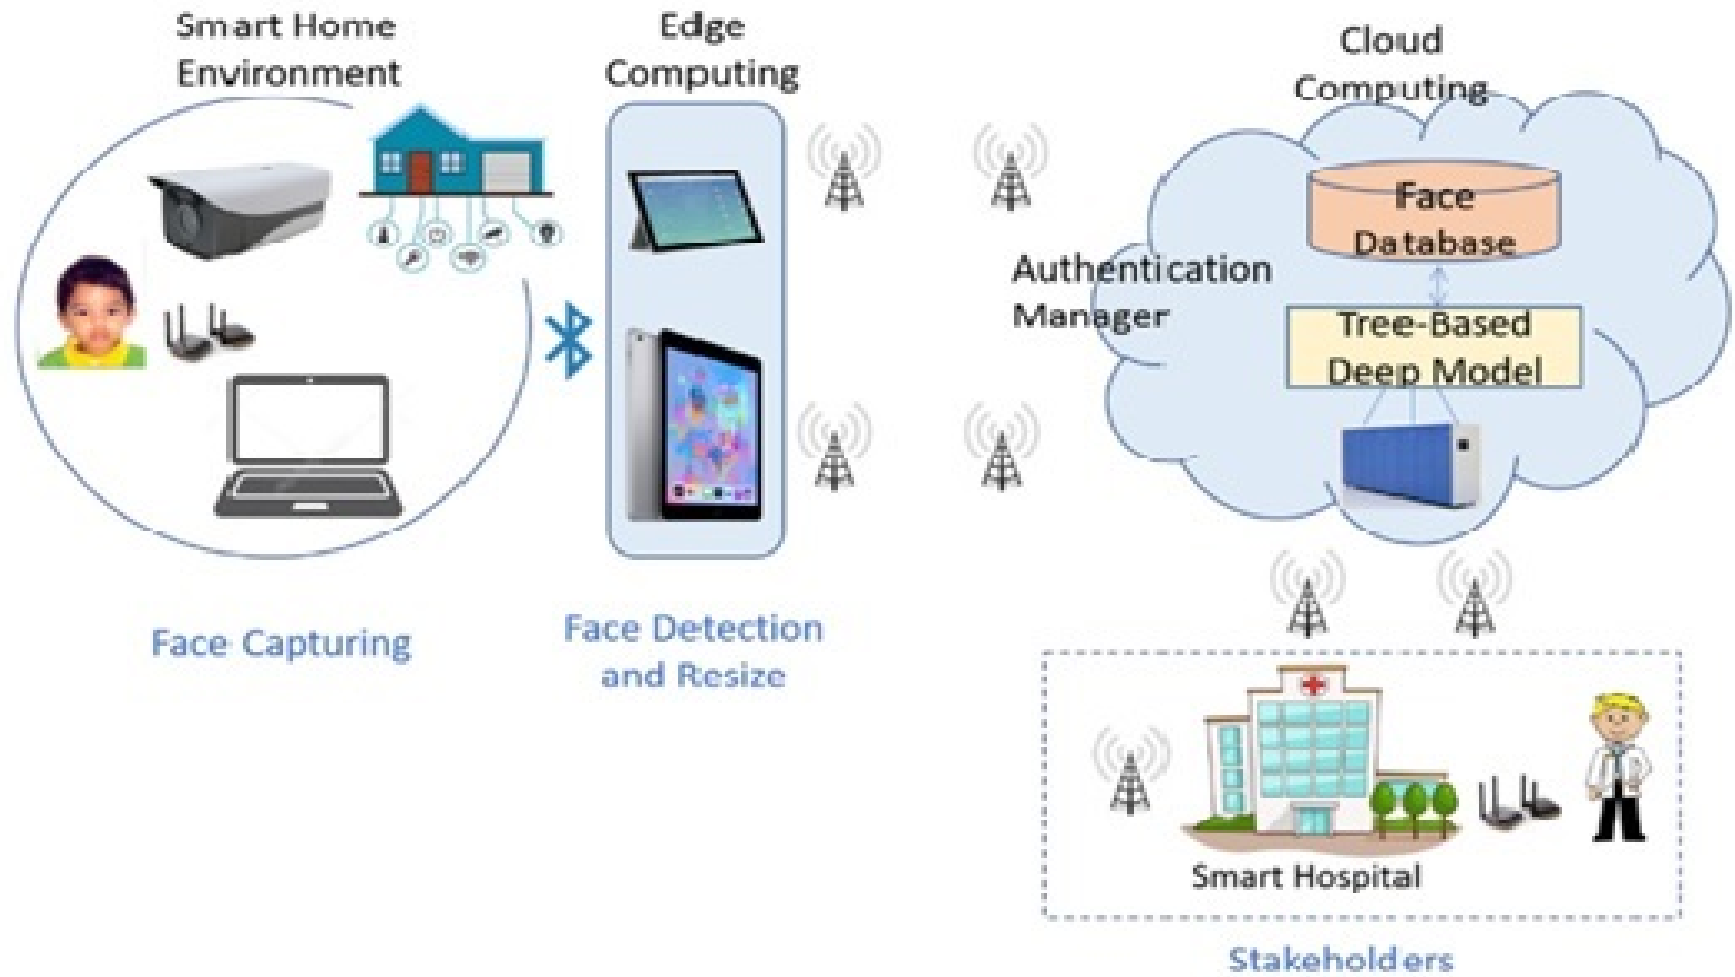 Smart Home
Environment
Edge
Computing
Cloud
Computing
Face
Database
Authentication
Manager
Tree-Based
Deep Model
Face Capturing
Face Detection
and Resize
Smart Hospital
Stakeholders